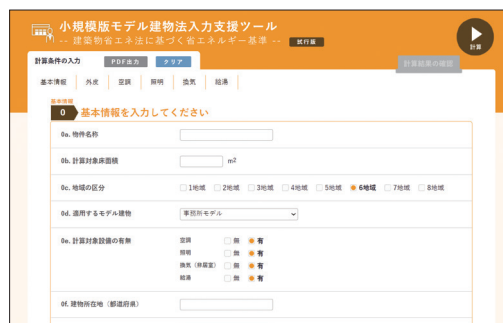 小規模版モデル建物法入力支援ツール
-- 建築物省エネ法に基づく省エネルギー基準 -- 試行版
計算
計算条件の入力 PDF出力 クリア 計算結果の確認
基本情報 外皮 空調 照明 換気 給湯
基本情報
0 基本情報を入力してください
0a. 物件名称
0b. 計算対象床面積 m2
0c. 地域の区分 1地域 2地域 3地域 4地域 5地域 6地域 7地域 8地域
0d. 適用するモデル建物 事務所モデル
0e. 計算対象設備の有無 空調 無 有
照明 無 有
換気（非居室） 無 有
給湯 無 有
0f. 建物所在地（都道府県）